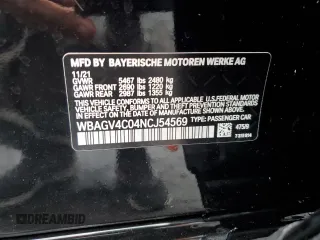 MFD. BY BAYERISCHE MOTOREN WERKE AG
11/21
GVWR 5467 lbs 2480 kg
GAWR FRONT 2690 lbs 1220 kg
GAWR REAR 2987 lbs 1355 kg
THIS VEHICLE CONFORMS TO ALL APPLICABLE U.S. FEDERAL MOTOR
VEHICLE SAFETY, BUMPER, AND THEFT PREVENTION STANDARDS
IN EFFECT ON THE DATE OF MANUFACTURE SHOWN ABOVE.
WBAGV4C04NCJ54569 TYPE: PASSENGER CAR
475/9